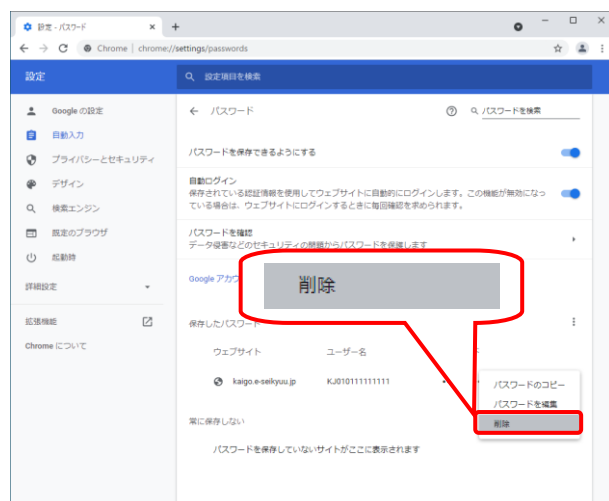 設定 - パスワード
Chrome | chrome://settings/passwords
設定
設定項目を検索
Google の設定
自動入力
プライバシーとセキュリティ
デザイン
検索エンジン
既定のブラウザ
起動時
詳細設定
拡張機能
Chrome について
パスワード
パスワードを検索
パスワードを保存できるようにする
自動ログイン
保存されている認証情報を使用してウェブサイトに自動的にログインします。この機能が無効になっ
ている場合は、ウェブサイトにログインするときに毎回確認を求められます。
パスワードを確認
データ侵害などのセキュリティの問題からパスワードを保護します
Google アカウ
削除
保存したパスワード
ウェブサイト
ユーザー名
kaigo.e-seikyuu.jp
KJ010111111111
パスワードのコピー
パスワードを編集
削除
常に保存しない
パスワードを保存していないサイトがここに表示されます